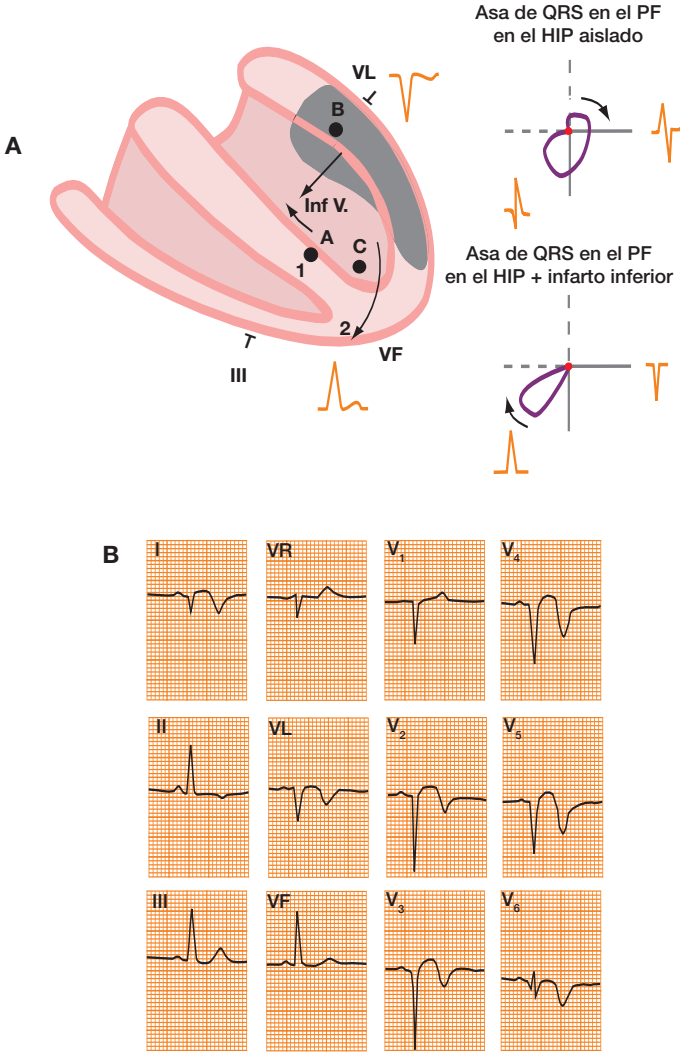 A
VL
B
Inf V.
A
C
1
2
VF
III
Asa de QRS en el PF
en el HIP aislado
Asa de QRS en el PF
en el HIP + infarto inferior
B
I
VR
V1
V4
II
VL
V2
V5
III
VF
V3
V6